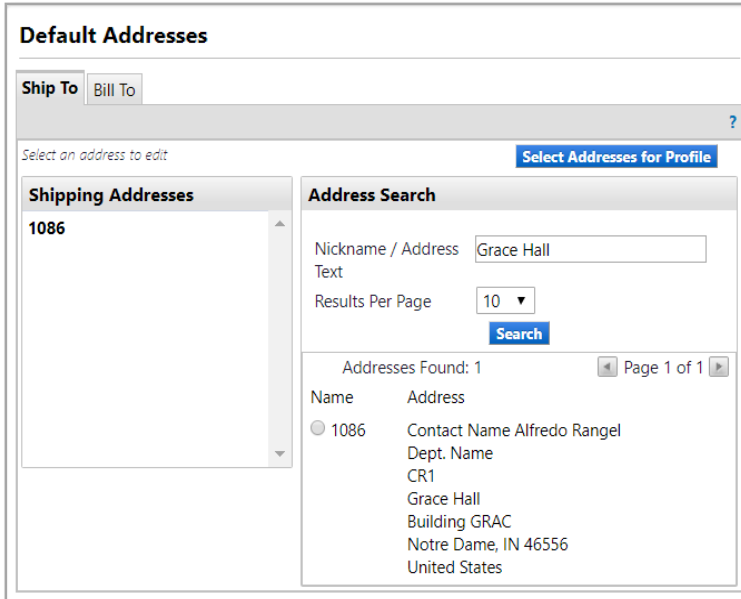 Default Addresses
Ship To
Bill To
?
Select an address to edit
Select Addresses for Profile
Shipping Addresses
1086
Address Search
Nickname / Address
Text
Grace Hall
Results Per Page
10
Search
Addresses Found: 1
Page 1 of 1
Name
Address
1086
Contact Name Alfredo Rangel
Dept. Name
CR1
Grace Hall
Building GRAC
Notre Dame, IN 46556
United States